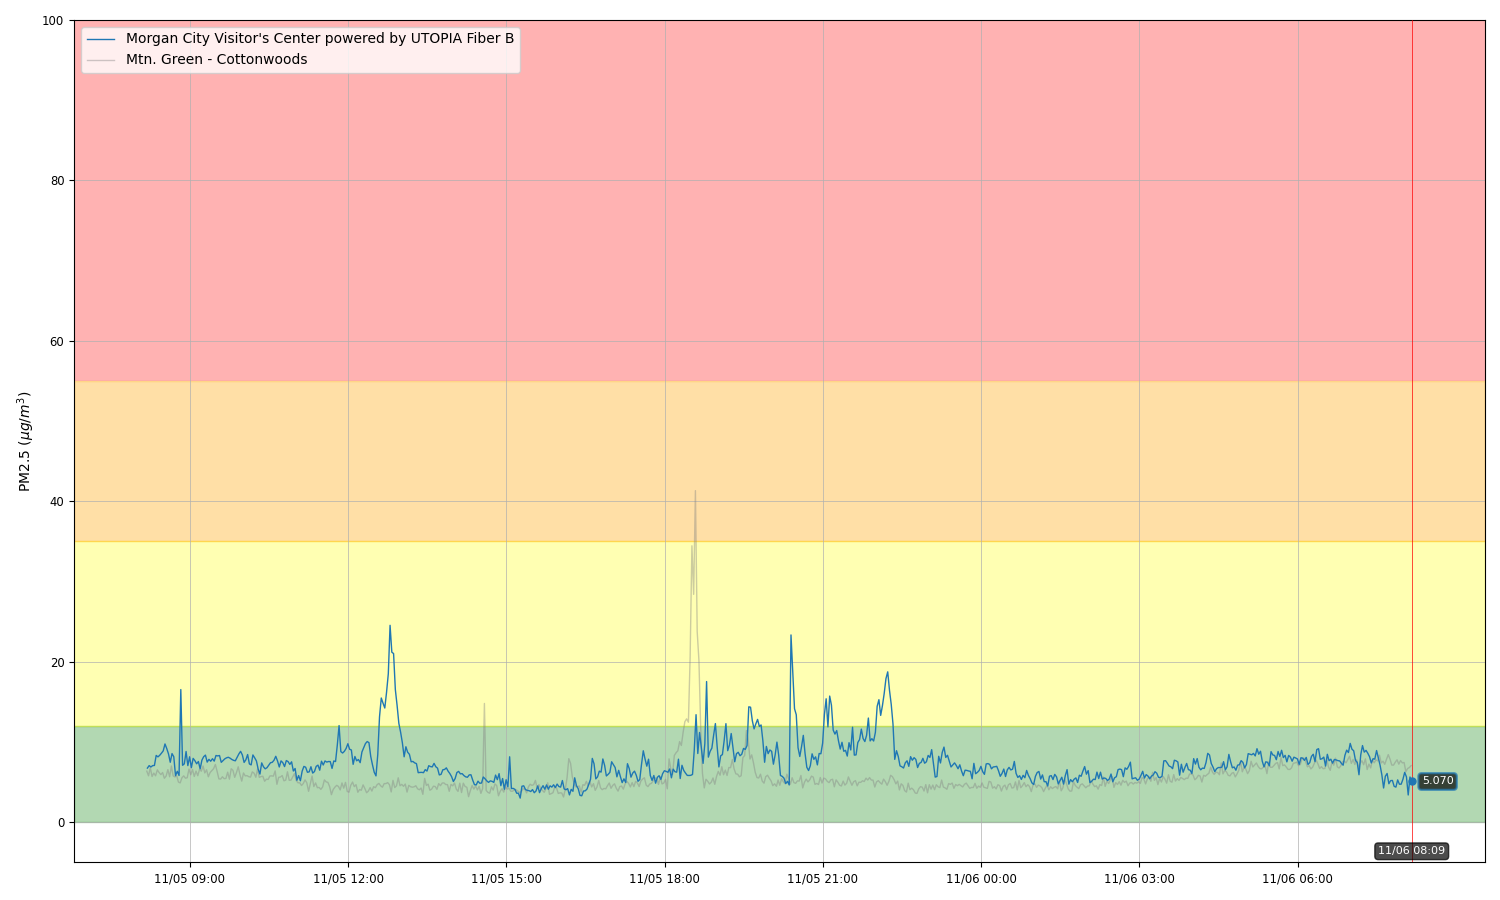 100
80
60
40
20
0
PM2.5 (μg/m³)
Morgan City Visitor's Center powered by UTOPIA Fiber B
Mtn. Green - Cottonwoods
5.070
11/06 08:09
11/05 09:00 11/05 12:00 11/05 15:00 11/05 18:00 11/05 21:00 11/06 00:00 11/06 03:00 11/06 06:00